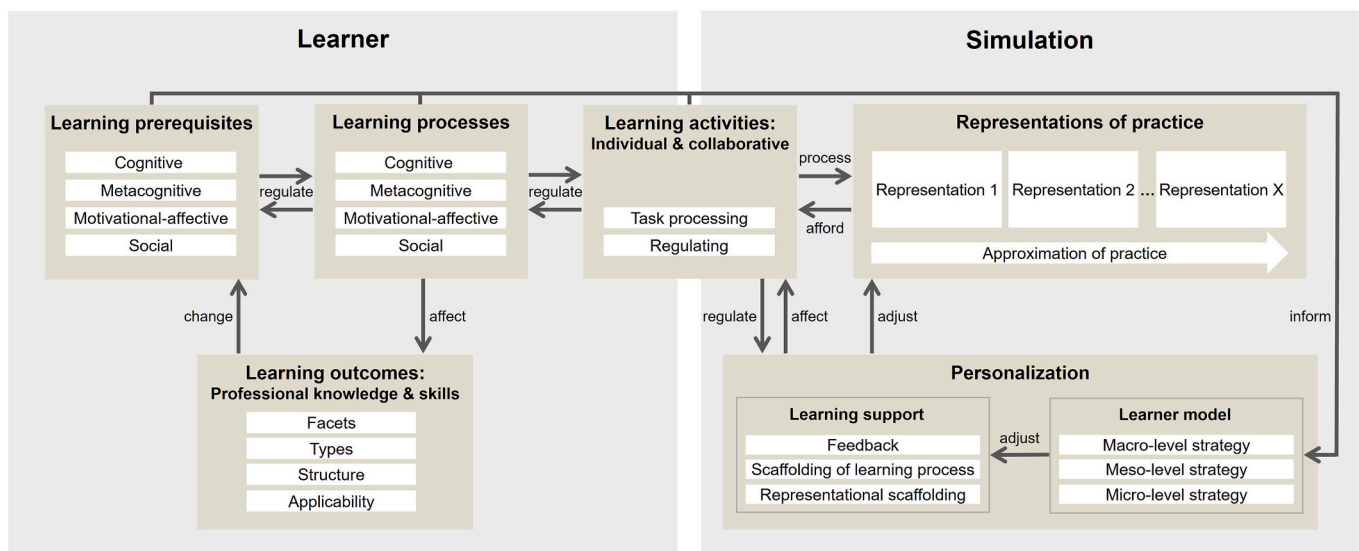 Learner
Simulation
Learning prerequisites
Cognitive
Metacognitive
Motivational-affective
Social
regulate
Learning processes
Cognitive
Metacognitive
Motivational-affective
Social
regulate
Learning activities:
Individual & collaborative
Task processing
Regulating
process
afford
Representations of practice
Representation 1
Representation 2
...
Representation X
Approximation of practice
change
affect
regulate
affect
adjust
inform
Learning outcomes:
Professional knowledge & skills
Facets
Types
Structure
Applicability
Personalization
Learning support
Feedback
Scaffolding of learning process
Representational scaffolding
adjust
Learner model
Macro-level strategy
Meso-level strategy
Micro-level strategy